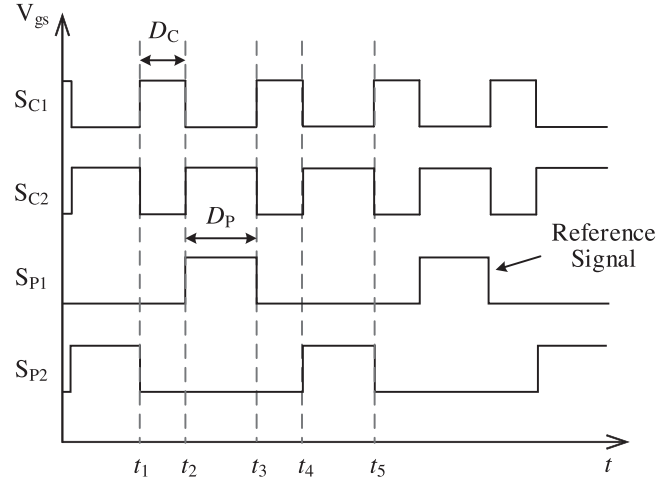 V_gs
D_C
S_C1
S_C2
D_P
Reference
Signal
S_P1
S_P2
t_1 t_2 t_3 t_4 t_5 t